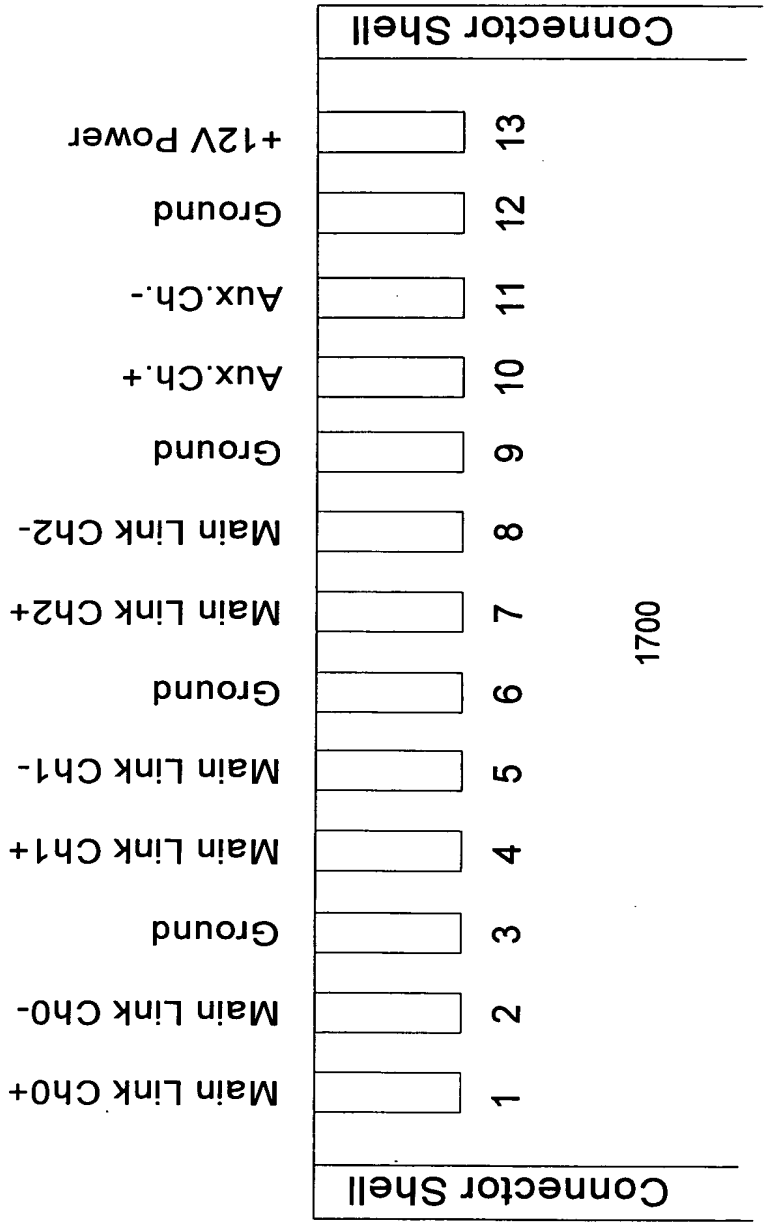 Connector Shell
+12V Power
13
Ground
12
Aux.Ch.-
11
Aux.Ch.+
10
Ground
9
Main Link Ch2-
8
Main Link Ch2+
7
1700
Ground
6
Main Link Ch1-
5
Main Link Ch1+
4
Ground
3
Main Link Ch0-
2
Main Link Ch0+
1
Connector Shell